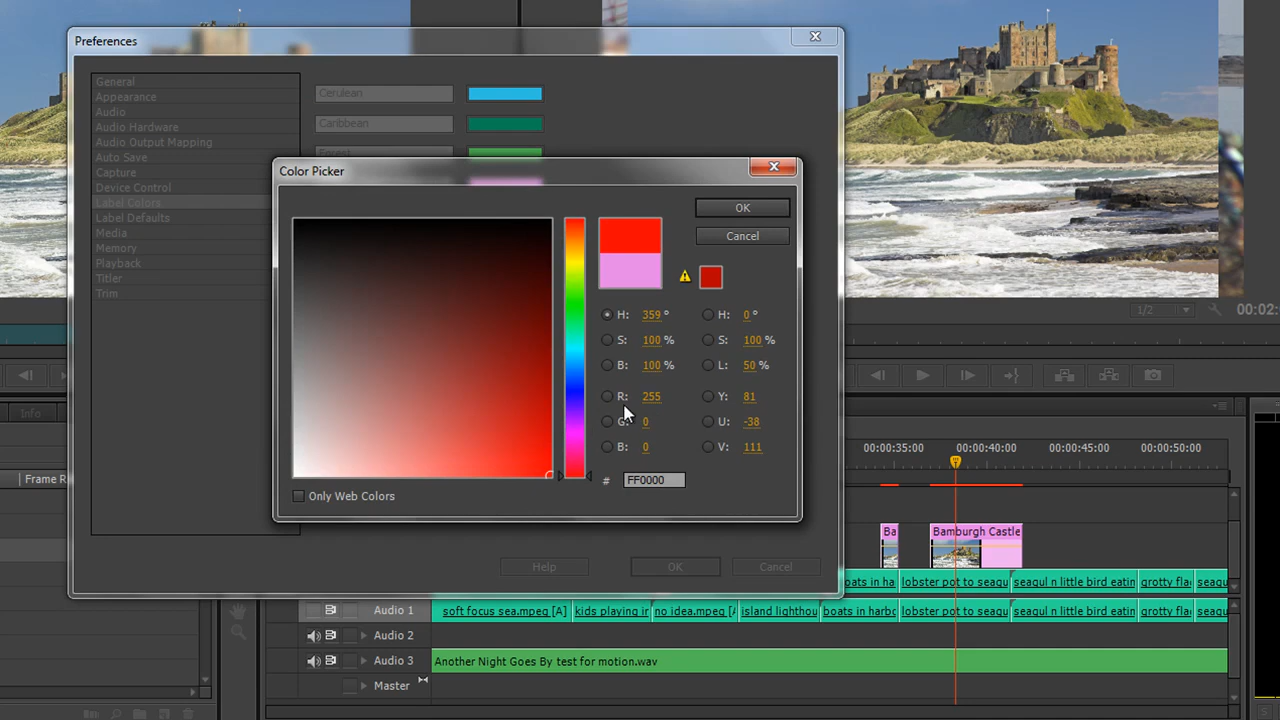 Preferences
General
Appearance
Audio
Audio Hardware
Audio Output Mapping
Auto Save
Capture
Device Control
Label Colors
Label Defaults
Media
Memory
Playback
Titler
Trim
Cerulean
Caribbean
Forest
Color Picker
OK
Cancel
H: 359 °
H: 0 °
S: 100 %
S: 100 %
B: 100 %
L: 50 %
R: 255
Y: 81
G: 0
U: -38
B: 0
V: 111
# FF0000
Only Web Colors
Help
OK
Cancel
1/2
00:02:
Info
Frame R
00:00:35:00
00:00:40:00
00:00:45:00
00:00:50:00
Ba
Bamburgh Castle
oats in ha
lobster pot to seagu
seagul n little bird eatin
grotty fla
seagu
Audio 1
soft focus sea.mpeg [A]
kids playing ir
no idea.mpeg [A
island lighthou
boats in harbo
lobster pot to seagu
seagul n little bird eatin
grotty flag
seagu
Audio 2
Audio 3
Another Night Goes By test for motion.wav
Master